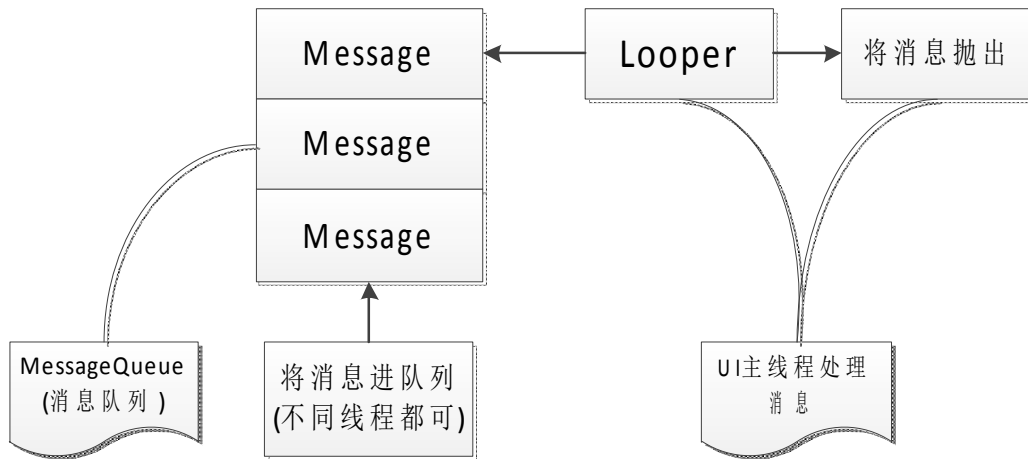 Message
Looper
将消息抛出
Message
Message
MessageQueue
(消息队列)
将消息进队列
(不同线程都可)
UI主线程处理
消息